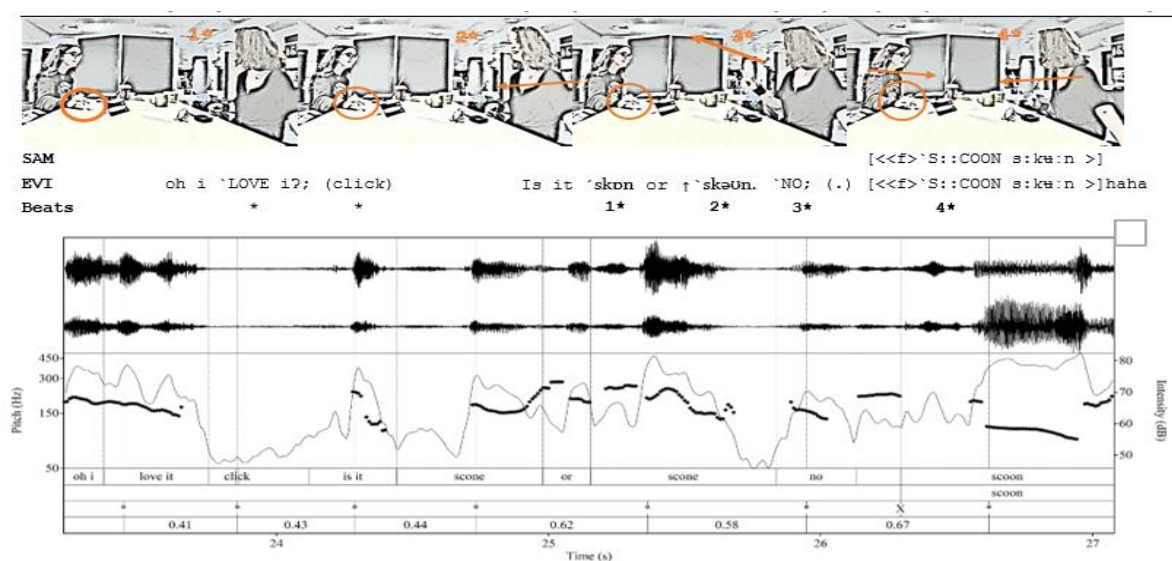 1* 2* 3* 4*
SAM [<<f>`S::COON s:kʉːn >]
EVI oh i `LOVE iʔ; (click) Is it ´skɒn or ↑`skəʊn. `NO; (.) [<<f>`S::COON s:kʉːn >]haha
Beats * * 1* 2* 3* 4*
450
300
150
50
Pitch (Hz)
80
70
60
50
Intensity (dB)
oh i love it click is it scone or scone no scoon
scoon
* * * * * * X *
0.41 0.43 0.44 0.62 0.58 0.67
24 25 26 27
Time (s)